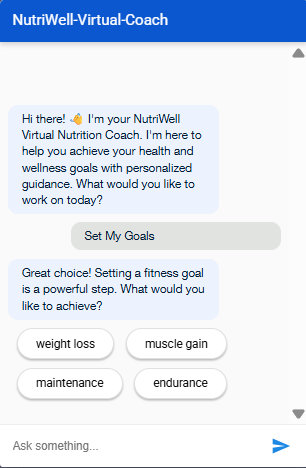 NutriWell-Virtual-Coach
Hi there! 👋 I'm your NutriWell
Virtual Nutrition Coach. I'm here to
help you achieve your health and
wellness goals with personalized
guidance. What would you like to
work on today?
Set My Goals
Great choice! Setting a fitness goal
is a powerful step. What would you
like to achieve?
weight loss
muscle gain
maintenance
endurance
Ask something...